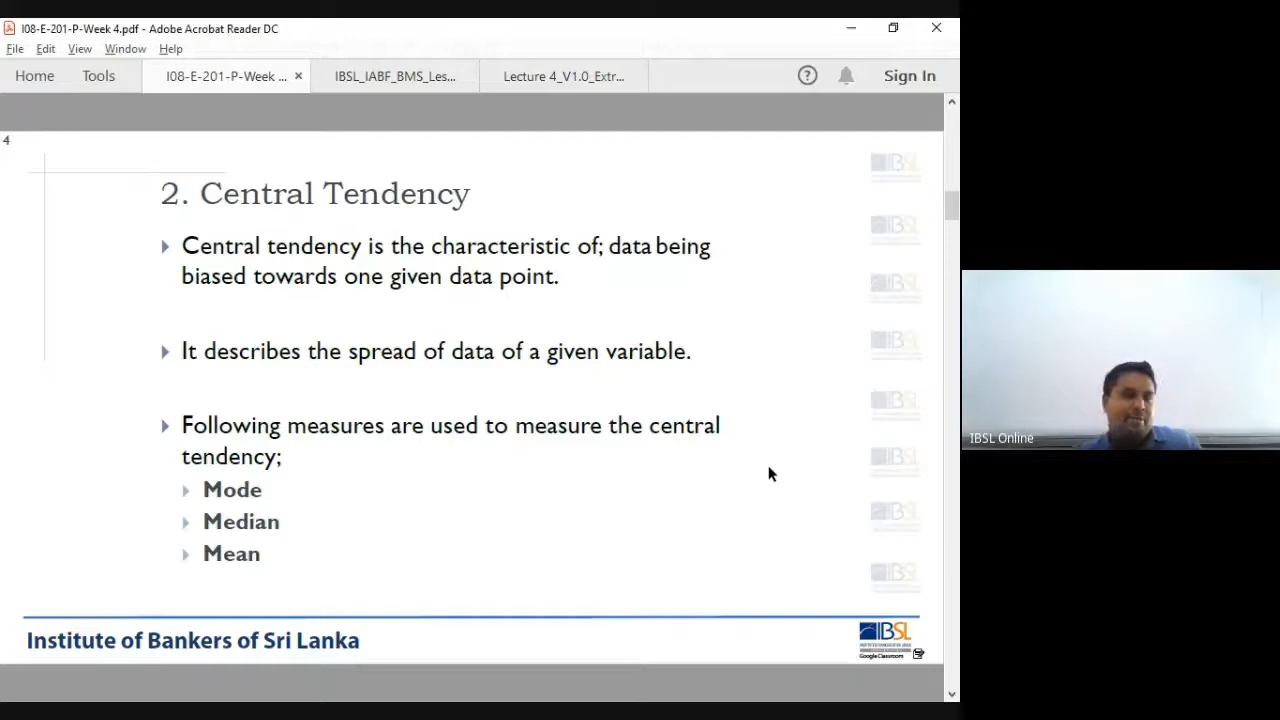 I08-E-201-P-Week 4.pdf - Adobe Acrobat Reader DC
File Edit View Window Help
Home Tools I08-E-201-P-Week ... × IBSL_IABF_BMS_Les... Lecture 4_V1.0_Extr... ? Sign In
4
2. Central Tendency
Central tendency is the characteristic of; data being
biased towards one given data point.
It describes the spread of data of a given variable.
Following measures are used to measure the central
tendency;
Mode
Median
Mean
Institute of Bankers of Sri Lanka
IBSL
Google Classroom
IBSL Online